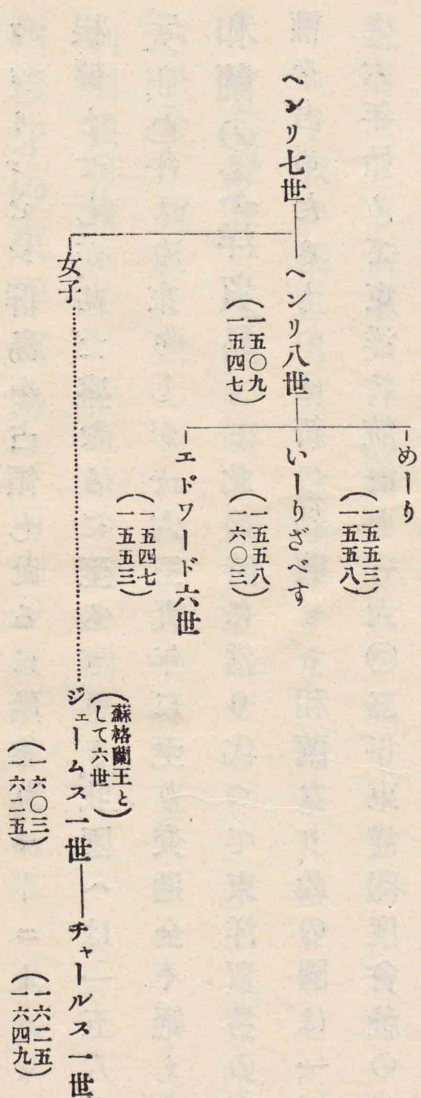 ヘンリ七世
ヘンリ八世
(一五〇九
一五四七)
めーり
(一五五三
一五五八)
いーりざべす
(一五五八
一六〇三)
エドワード六世
(一五四七
一五五三)
女子
(蘇格蘭王と
して六世)
ジェームス一世
(一六〇三
一六二五)
チャールス一世
(一六二五
一六四九)